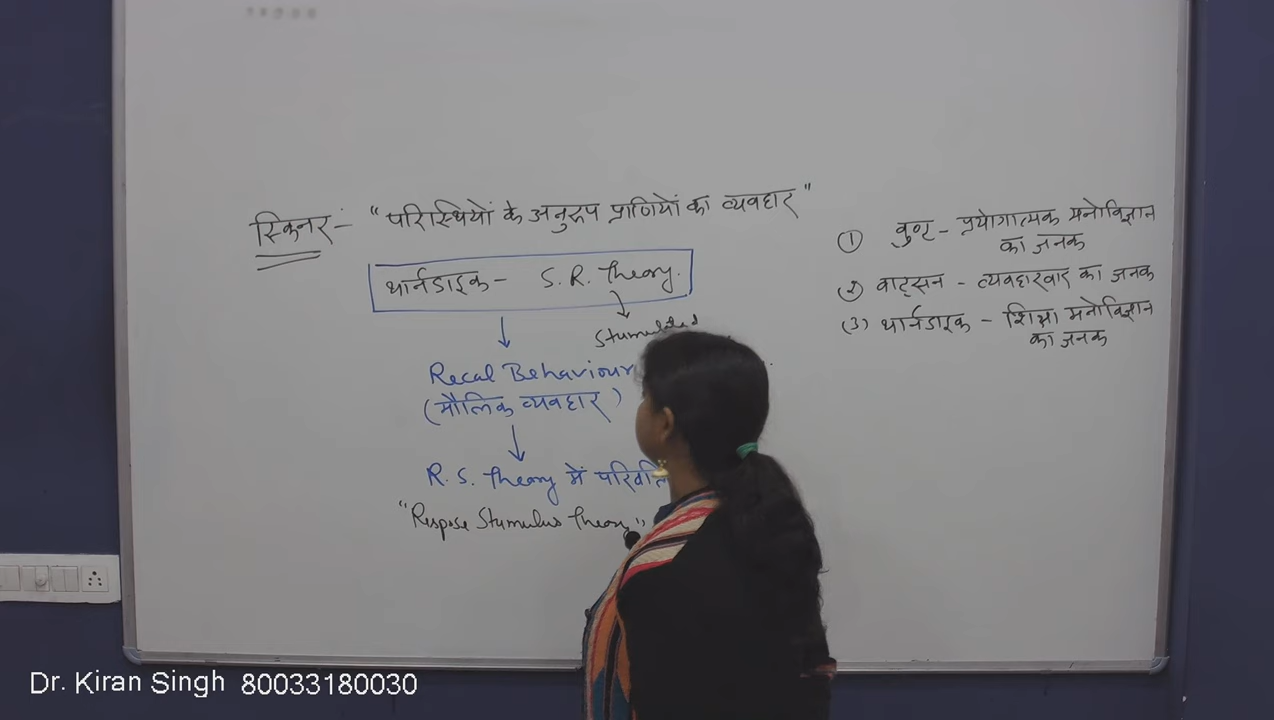 स्किनर:- "परिस्थियों के अनुरूप प्राणियों का व्यवहार"
थार्नडाइक - S.R. Theory.
Recal Behaviour
(मौलिक व्यवहार)
R.S. Theory में
"Respose Stumulus Theory"
① वुण्ट - प्रयोगात्मक मनोविज्ञान
का जनक
(2) वाट्सन - व्यवहारवाद का जनक
(3) थार्नडाइक - शिक्षा मनोविज्ञान
का जनक
Dr. Kiran Singh 80033180030